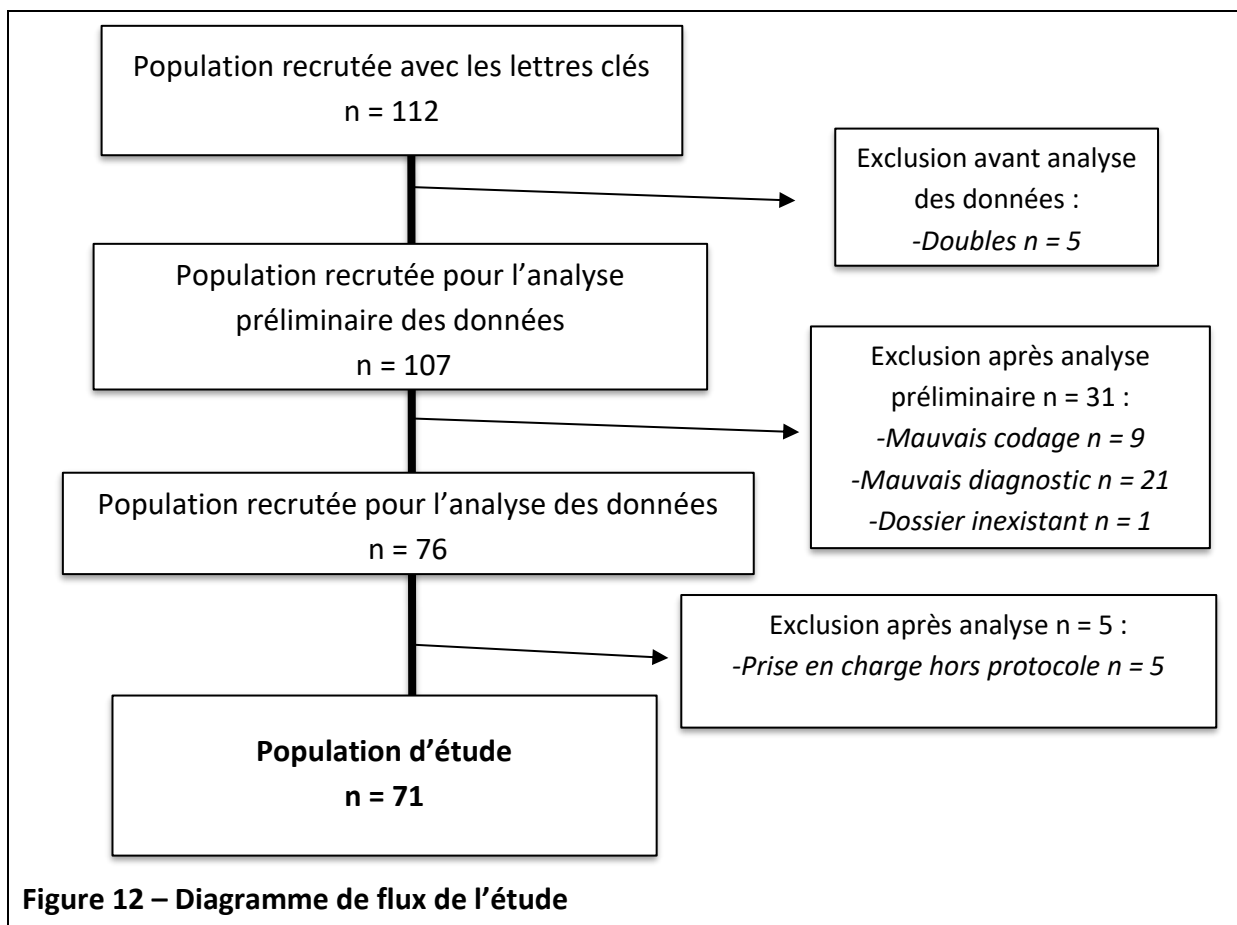 Population recrutée avec les lettres clés
n = 112
Exclusion avant analyse
des données :
-Doubles n = 5
Population recrutée pour l’analyse
préliminaire des données
n = 107
Exclusion après analyse
préliminaire n = 31 :
-Mauvais codage n = 9
-Mauvais diagnostic n = 21
-Dossier inexistant n = 1
Population recrutée pour l’analyse des données
n = 76
Exclusion après analyse n = 5 :
-Prise en charge hors protocole n = 5
Population d’étude
n = 71
Figure 12 – Diagramme de flux de l’étude